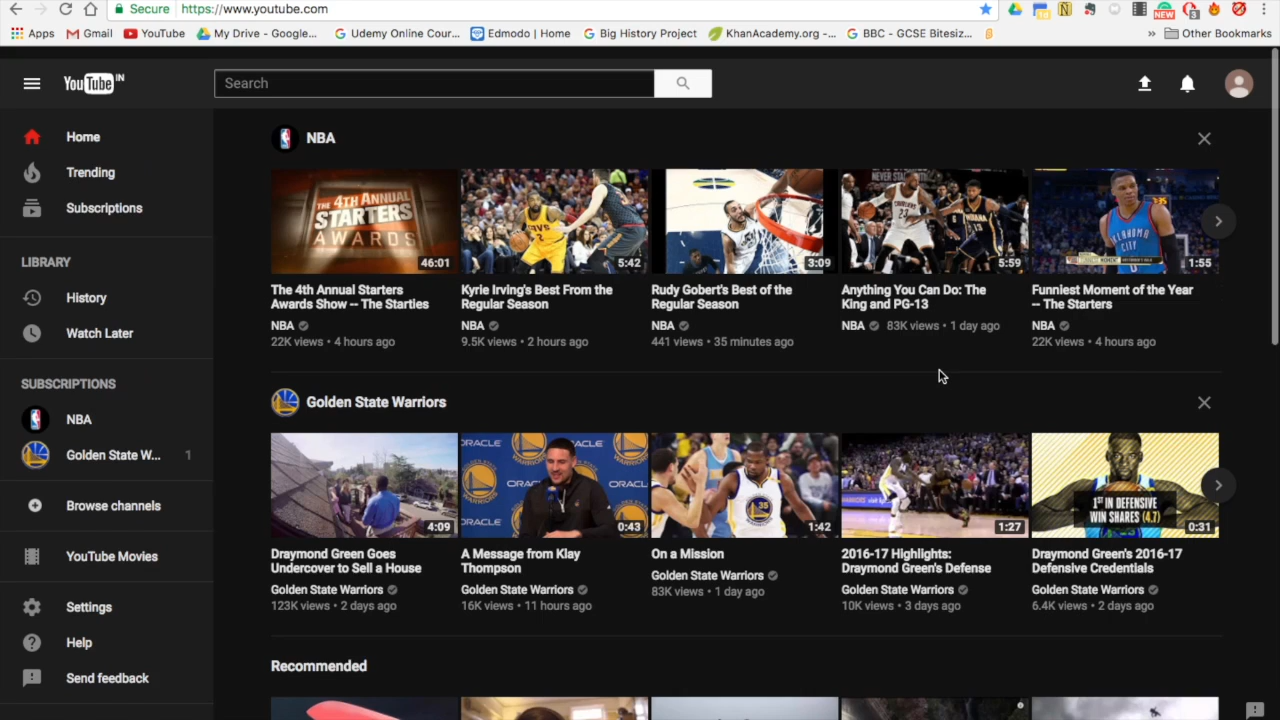 Secure https://www.youtube.com
NEW 3
Apps Gmail YouTube My Drive - Google... Udemy Online Cour... Edmodo | Home Big History Project KhanAcademy.org -... BBC - GCSE Bitesiz... » Other Bookmarks
YouTube IN
Search
Home
Trending
Subscriptions
LIBRARY
History
Watch Later
SUBSCRIPTIONS
NBA
Golden State W... 1
Browse channels
YouTube Movies
Settings
Help
Send feedback
NBA
THE 4TH ANNUAL
STARTERS
AWARDS
46:01
The 4th Annual Starters
Awards Show -- The Starties
NBA
22K views • 4 hours ago
CAVS
2
5:42
Kyrie Irving's Best From the
Regular Season
NBA
9.5K views • 2 hours ago
3:09
Rudy Gobert's Best of the
Regular Season
NBA
441 views • 35 minutes ago
23
13
5:59
Anything You Can Do: The
King and PG-13
NBA 83K views • 1 day ago
OKLAHOMA
CITY
1:55
Funniest Moment of the Year
-- The Starters
NBA
22K views • 4 hours ago
Golden State Warriors
4:09
Draymond Green Goes
Undercover to Sell a House
Golden State Warriors
123K views • 2 days ago
ORACLE
0:43
A Message from Klay
Thompson
Golden State Warriors
16K views • 11 hours ago
35
1:42
On a Mission
Golden State Warriors
83K views • 1 day ago
1:27
2016-17 Highlights:
Draymond Green's Defense
Golden State Warriors
10K views • 3 days ago
1ST IN DEFENSIVE
WIN SHARES (4.7)
0:31
Draymond Green's 2016-17
Defensive Credentials
Golden State Warriors
6.4K views • 2 days ago
Recommended